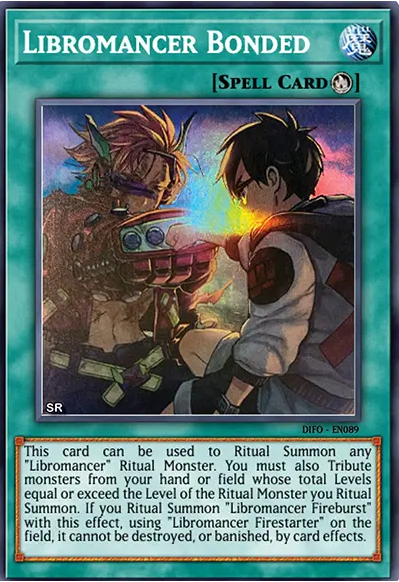 LIBROMANCER BONDED
魔
[SPELL CARD]
SR
DIFO - EN089
This card can be used to Ritual Summon any
"Libromancer" Ritual Monster. You must also Tribute
monsters from your hand or field whose total Levels
equal or exceed the Level of the Ritual Monster you Ritual
Summon. If you Ritual Summon "Libromancer Fireburst"
with this effect, using "Libromancer Firestarter" on the
field, it cannot be destroyed, or banished, by card effects.